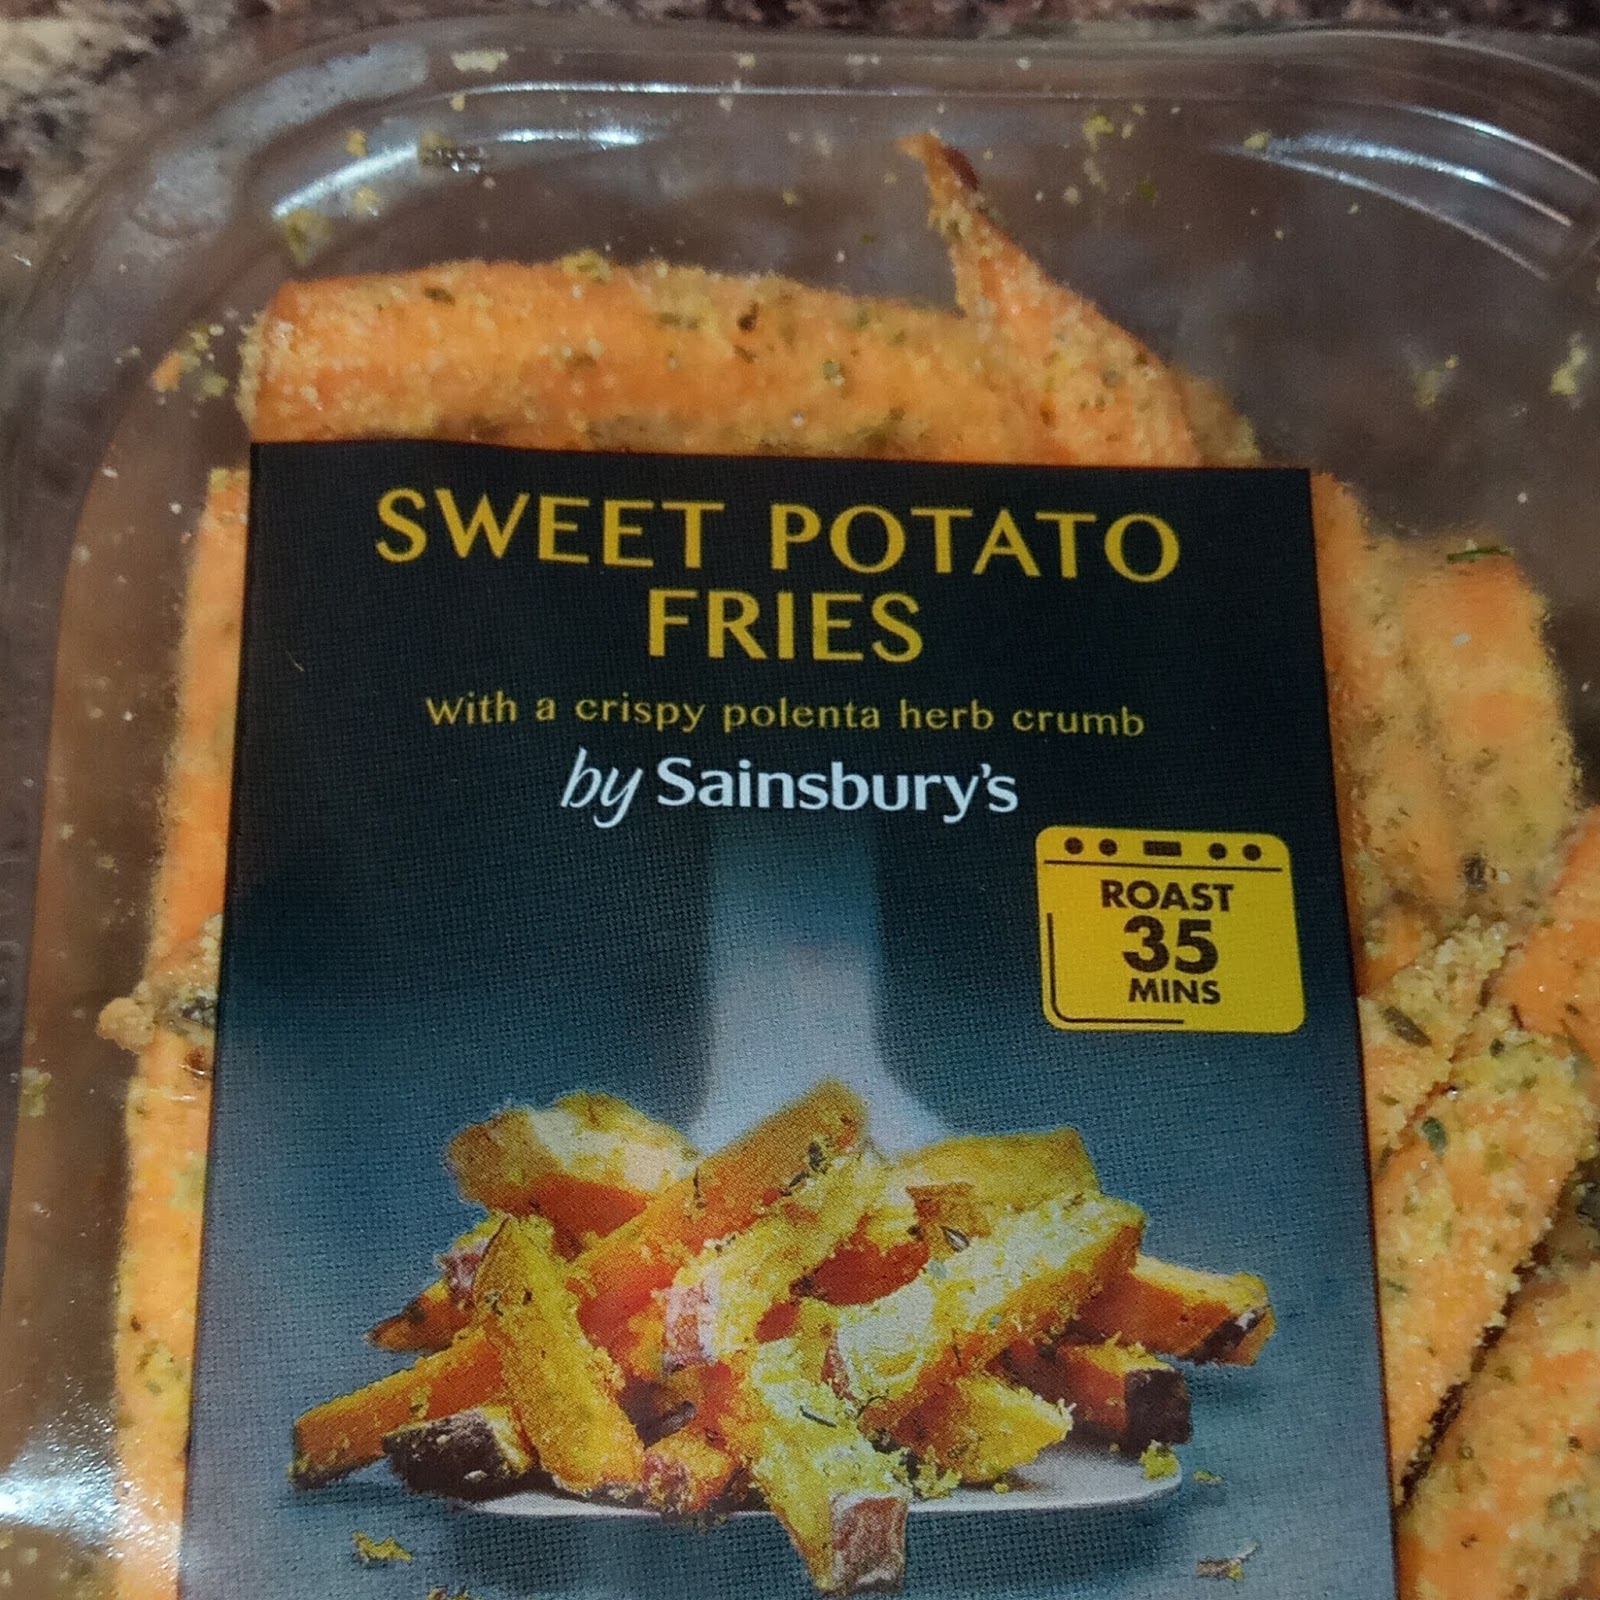 SWEET POTATO
FRIES
With a crispy polenta herb crumb
by Sainsbury's
ROAST
35
MINS